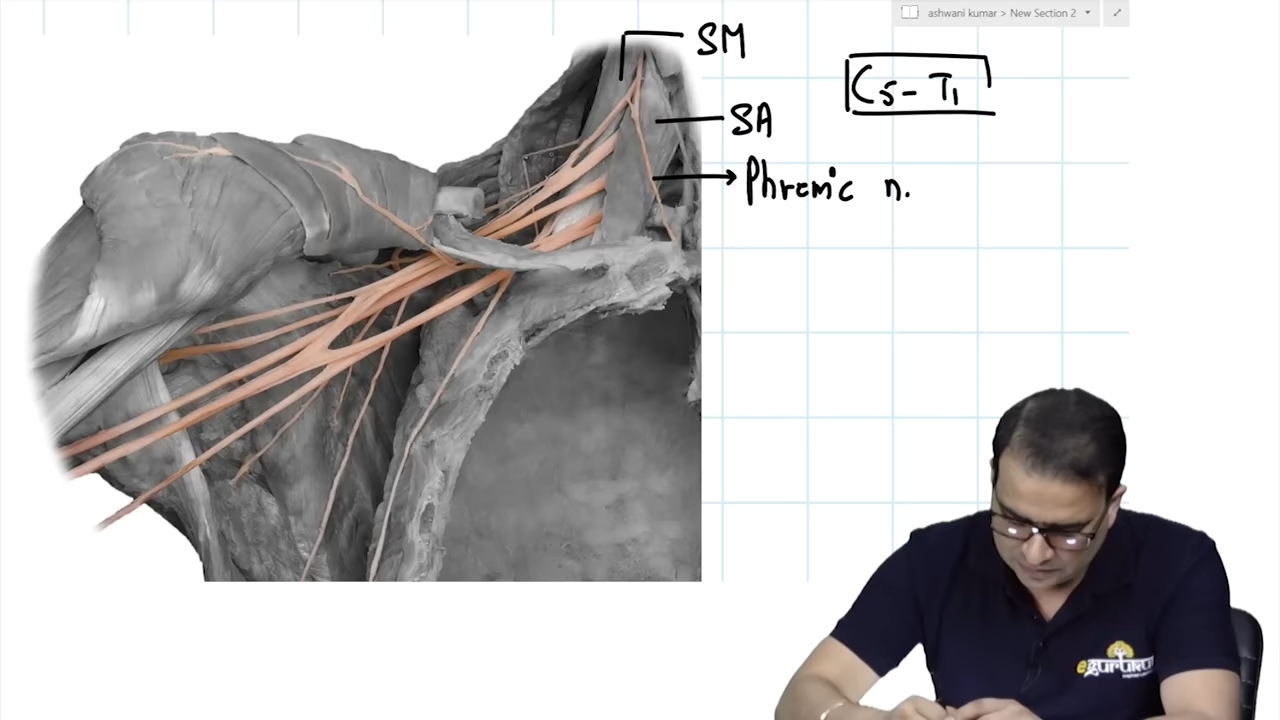 ashwani kumar > New Section 2
SM
C5-T1
SA
Phrenic n.
eGURUKUL